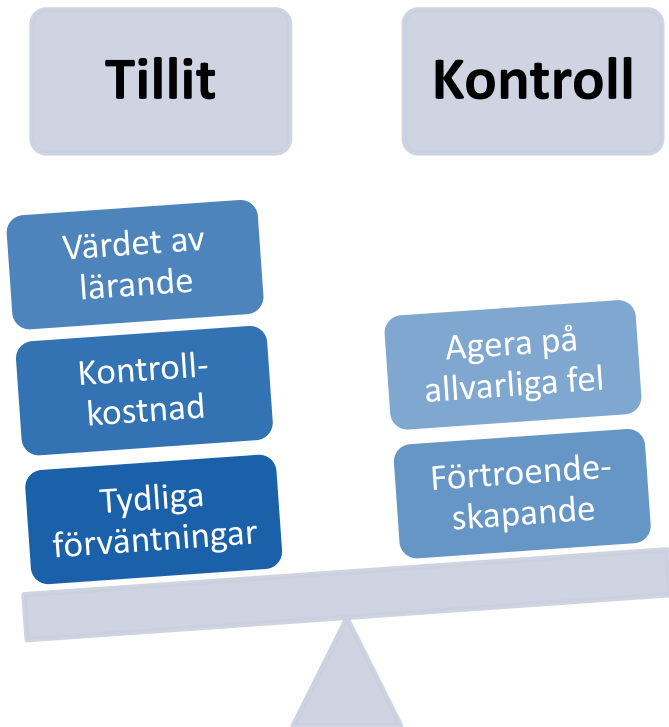 Tillit
Kontroll
Värdet av
lärande
Kontroll-
kostnad
Tydliga
förväntningar
Agera på
allvarliga fel
Förtroende-
skapande